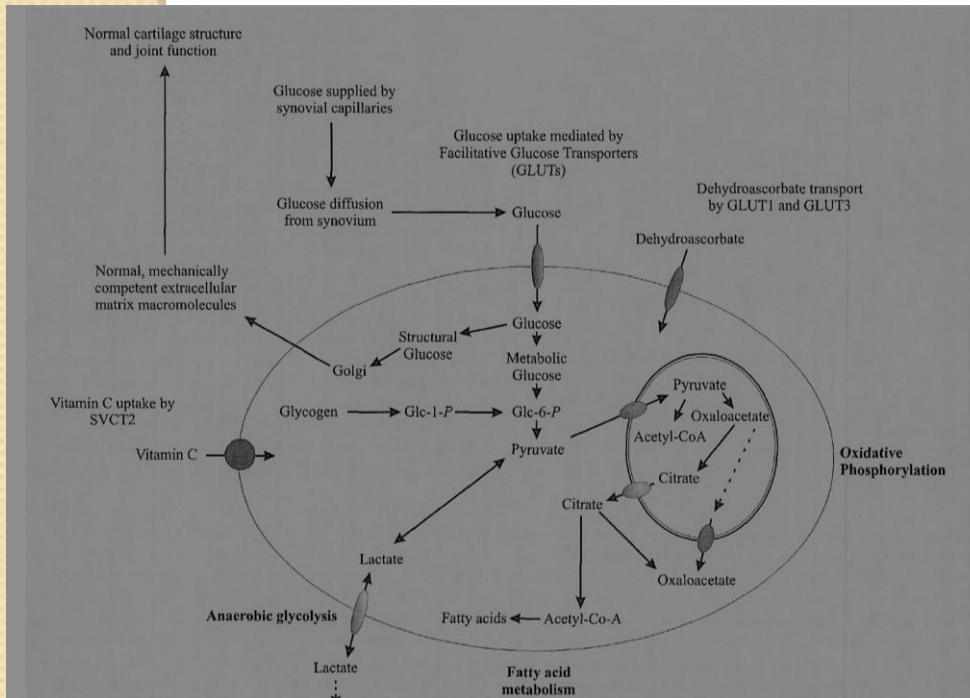 Normal cartilage structure
and joint function
Glucose supplied by
synovial capillaries
Glucose uptake mediated by
Facilitative Glucose Transporters
(GLUTs)
Dehydroascorbate transport
by GLUT1 and GLUT3
Glucose diffusion
from synovium
Glucose
Dehydroascorbate
Normal, mechanically
competent extracellular
matrix macromolecules
Glucose
Structural
Glucose
Golgi
Metabolic
Glucose
Pyruvate
Oxaloacetate
Acetyl-CoA
Citrate
Vitamin C uptake by
SVCT2
Glycogen
Glc-1-P
Glc-6-P
Vitamin C
Pyruvate
Oxidative
Phosphorylation
Citrate
Lactate
Oxaloacetate
Anaerobic glycolysis
Fatty acids
Acetyl-Co-A
Lactate
Fatty acid
metabolism